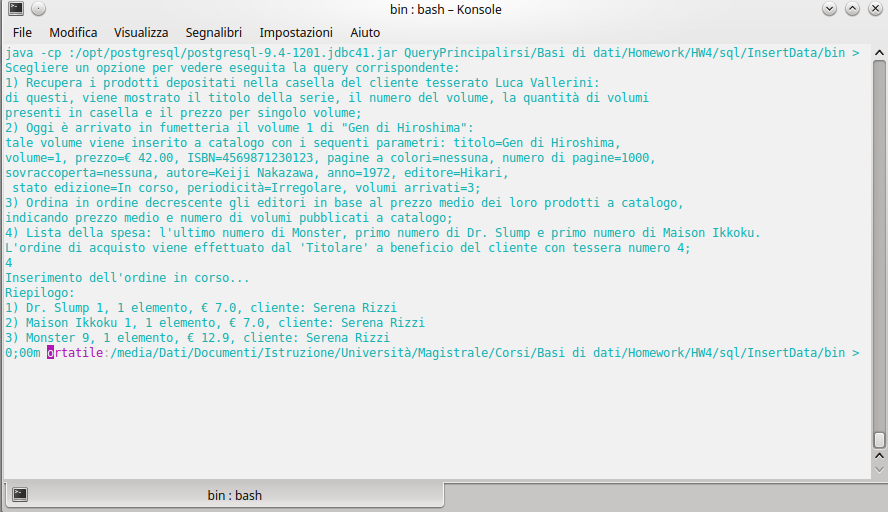 bin : bash – Konsole
File Modifica Visualizza Segnalibri Impostazioni Aiuto
java -cp :/opt/postgresql/postgresql-9.4-1201.jdbc41.jar QueryPrincipalirsi/Basi di dati/Homework/HW4/sql/InsertData/bin >
Scegliere un opzione per vedere eseguita la query corrispondente:
1) Recupera i prodotti depositati nella casella del cliente tesserato Luca Vallerini:
di questi, viene mostrato il titolo della serie, il numero del volume, la quantità di volumi
presenti in casella e il prezzo per singolo volume;
2) Oggi è arrivato in fumetteria il volume 1 di "Gen di Hiroshima":
tale volume viene inserito a catalogo con i sequenti parametri: titolo=Gen di Hiroshima,
volume=1, prezzo=€ 42.00, ISBN=4569871230123, pagine a colori=nessuna, numero di pagine=1000,
sovraccoperta=nessuna, autore=Keiji Nakazawa, anno=1972, editore=Hikari,
stato edizione=In corso, periodicità=Irregolare, volumi arrivati=3;
3) Ordina in ordine decrescente gli editori in base al prezzo medio dei loro prodotti a catalogo,
indicando prezzo medio e numero di volumi pubblicati a catalogo;
4) Lista della spesa: l'ultimo numero di Monster, primo numero di Dr. Slump e primo numero di Maison Ikkoku.
L'ordine di acquisto viene effettuato dal 'Titolare' a beneficio del cliente con tessera numero 4;
4
Inserimento dell'ordine in corso...
Riepilogo:
1) Dr. Slump 1, 1 elemento, € 7.0, cliente: Serena Rizzi
2) Maison Ikkoku 1, 1 elemento, € 7.0, cliente: Serena Rizzi
3) Monster 9, 1 elemento, € 12.9, cliente: Serena Rizzi
0;00m ortatile:/media/Dati/Documenti/Istruzione/Università/Magistrale/Corsi/Basi di dati/Homework/HW4/sql/InsertData/bin >
bin : bash